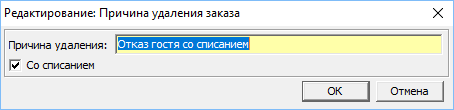 Редактирование: Причина удаления заказа
Причина удаления: Отказ гостя со списанием
Со списанием
OK Отмена